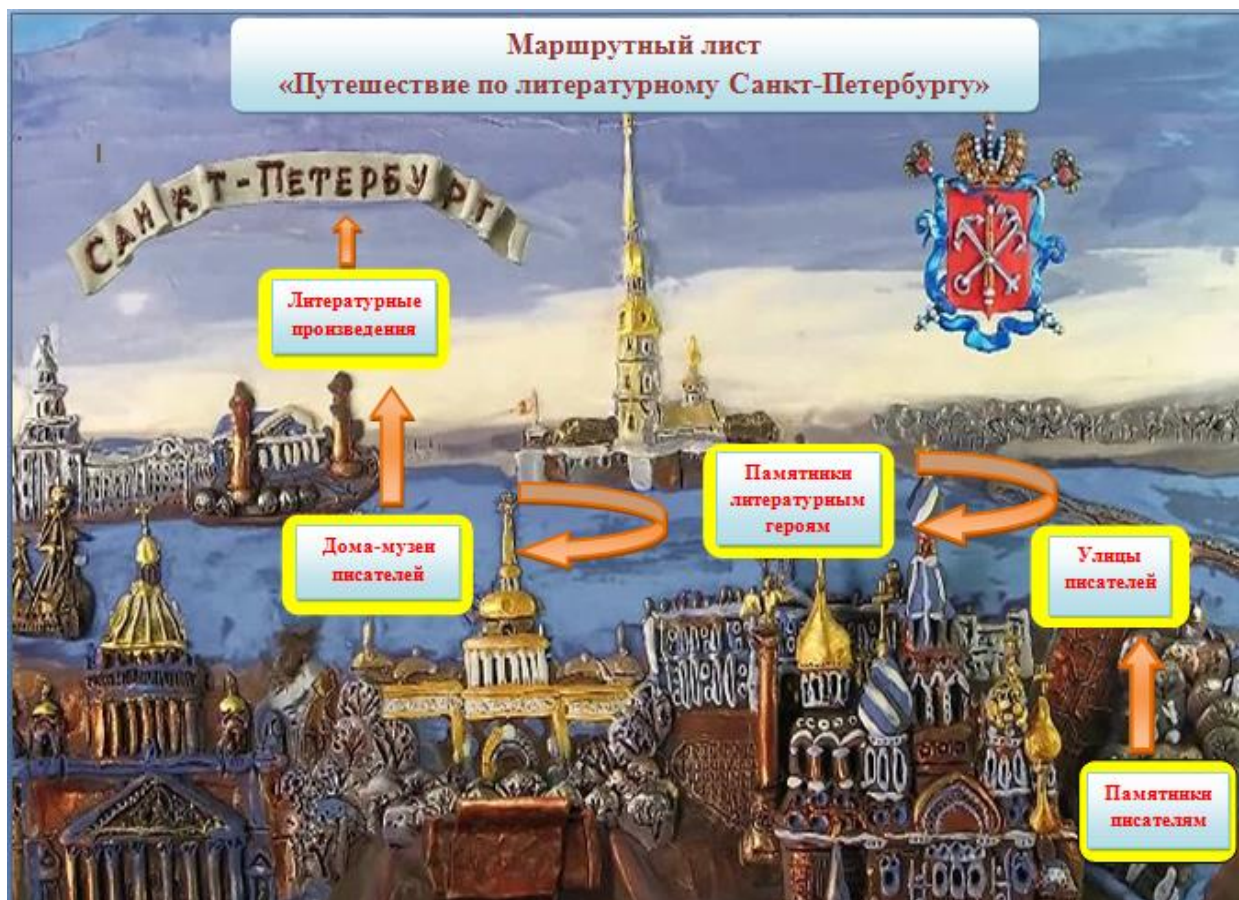 Маршрутный лист
«Путешествие по литературному Санкт-Петербургу»
САНКТ-ПЕТЕРБУРГ
Литературные
произведения
Памятники
литературным
героям
Дома-музеи
писателей
Улицы
писателей
Памятники
писателям